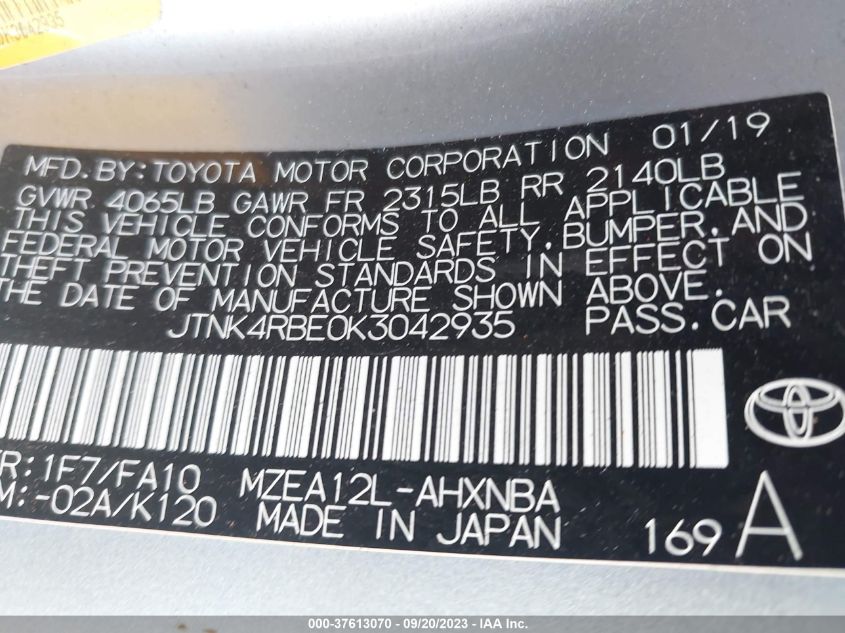 3042935
MFD.BY:TOYOTA MOTOR CORPORATION 01/19
GVWR 4065LB GAWR FR 2315LB RR 2140LB
THIS VEHICLE CONFORMS TO ALL APPLICABLE
FEDERAL MOTOR VEHICLE SAFETY,BUMPER,AND
THEFT PREVENTION STANDARDS IN EFFECT ON
THE DATE OF MANUFACTURE SHOWN ABOVE.
JTNK4RBE0K3042935 PASS.CAR
R:1F7/FA10 MZEA12L-AHXNBA
M:-02A/K120 MADE IN JAPAN 169 A
000-37613070 - 09/20/2023 - IAA Inc.